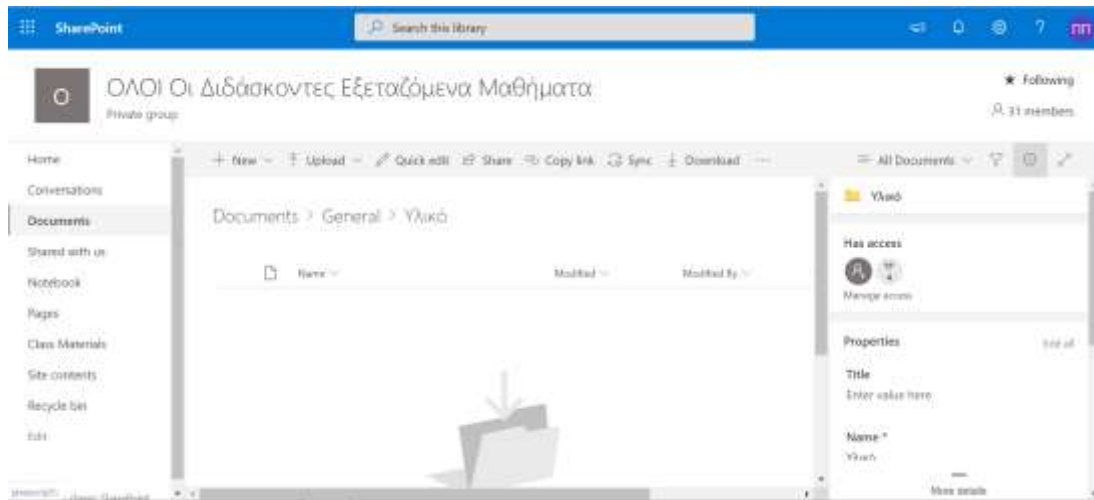 SharePoint
Search this library
ΠΠ
Ο
ΟΛΟΙ Οι Διδάσκοντες Εξεταζόμενα Μαθήματα
Private group
Following
31 members
Home
Conversations
Documents
Shared with us
Notebook
Pages
Class Materials
Site contents
Recycle bin
Edit
New
Upload
Quick edit
Share
Copy link
Sync
Download
All Documents
Documents > General > Υλικό
Name
Modified
Modified By
Υλικό
Has access
Manage access
Properties
Edit all
Title
Enter value here
Name *
Υλικό
More details